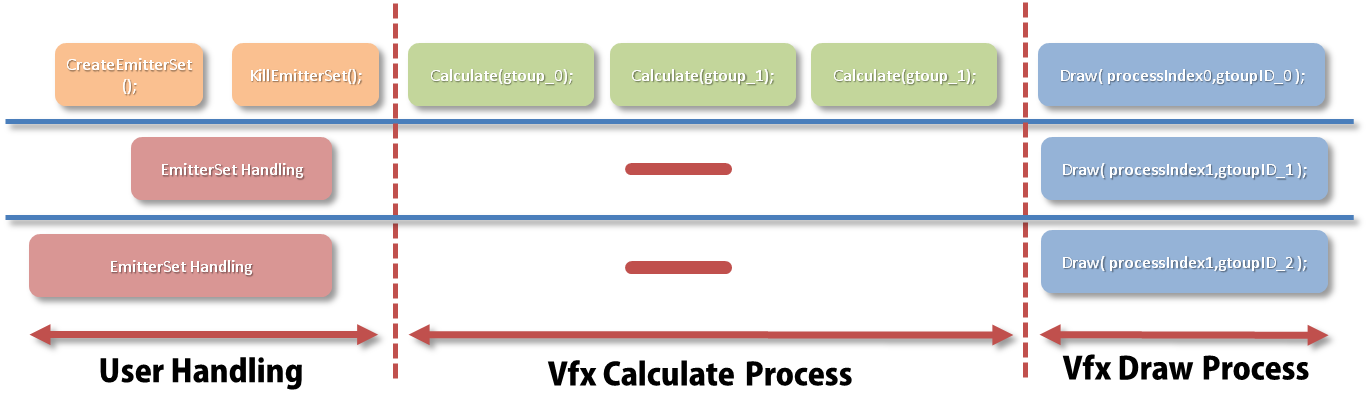 CreateEmitterSet
();
KillEmitterSet();
Calculate(gtoup_0);
Calculate(gtoup_1);
Calculate(gtoup_1);
Draw( processIndex0,gtoupID_0 );
EmitterSet Handling
Draw( processIndex1,gtoupID_1 );
EmitterSet Handling
Draw( processIndex1,gtoupID_2 );
User Handling
Vfx Calculate Process
Vfx Draw Process